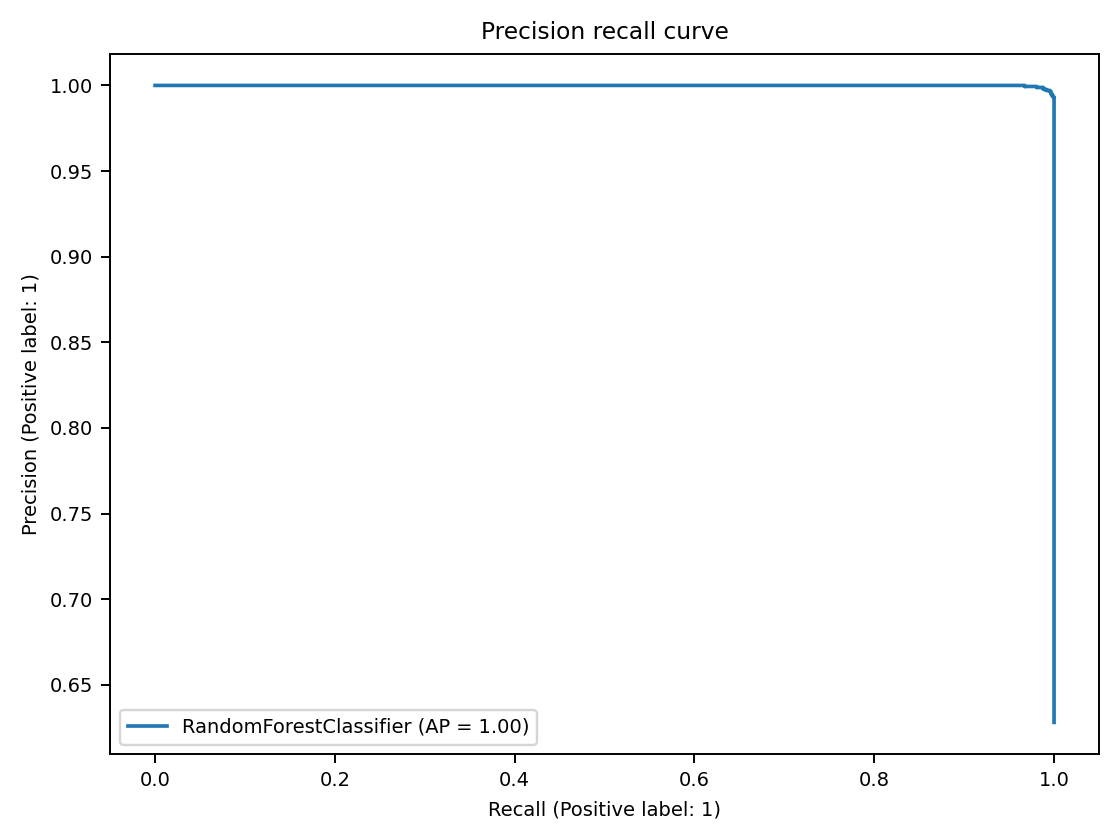 Precision recall curve
1.00
0.95
0.90
0.85
0.80
0.75
0.70
0.65
Precision (Positive label: 1)
RandomForestClassifier (AP = 1.00)
0.0 0.2 0.4 0.6 0.8 1.0
Recall (Positive label: 1)